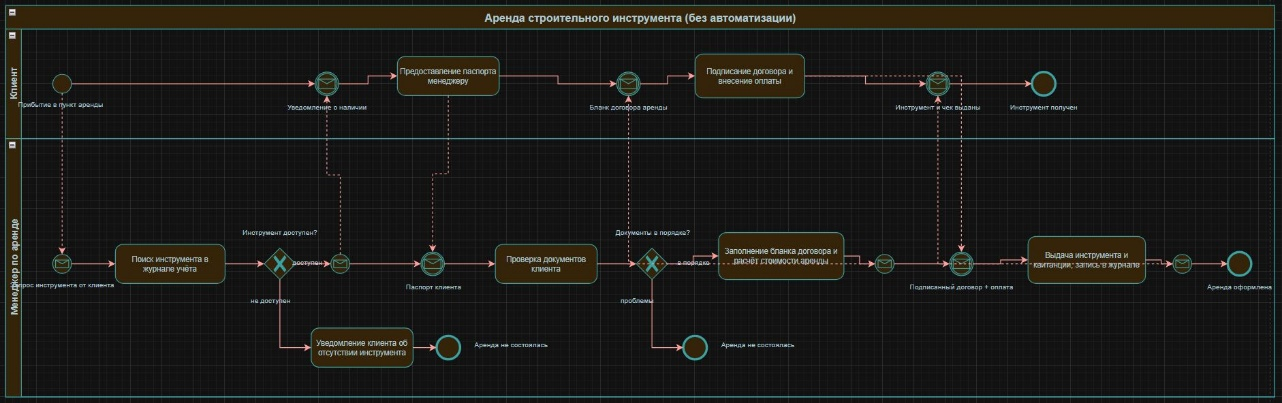 Аренда строительного инструмента (без автоматизации)
Клиент
Прибытие в пункт аренды
Уведомление о наличии
Предоставление паспорта
менеджеру
Бланк договора аренды
Подписание договора и
внесение оплаты
Инструмент и чек выданы
Инструмент получен
Менеджер по аренде
Запрос инструмента от клиента
Поиск инструмента в
журнале учёта
Инструмент доступен?
доступен
не доступен
Уведомление клиента об
отсутствии инструмента
Аренда не состоялась
Паспорт клиента
Проверка документов
клиента
Документы в порядке?
в порядке
проблемы
Аренда не состоялась
Заполнение бланка договора и
расчёт стоимости аренды
Подписанный договор + оплата
Выдача инструмента и
квитанции, запись в журнале
Аренда оформлена